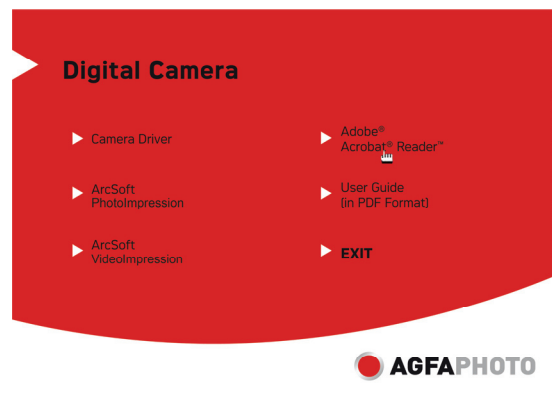 Digital Camera
Camera Driver
ArcSoft
PhotoImpression
ArcSoft
VideoImpression
Adobe®
Acrobat® Reader™
User Guide
(in PDF Format)
EXIT
AGFAPHOTO